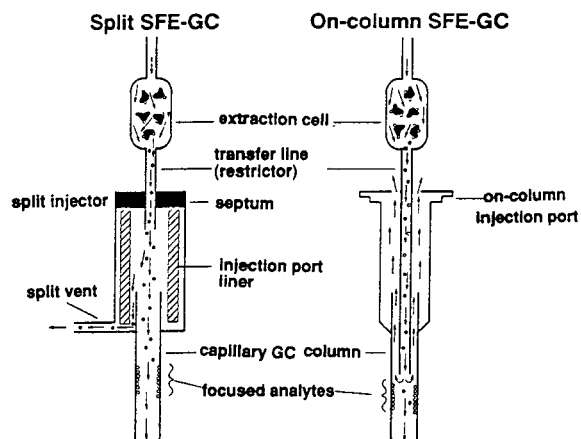 Split SFE-GC
On-column SFE-GC
extraction cell
transfer line
(restrictor)
split injector
septum
on-column
injection port
injection port
liner
split vent
capillary GC column
focused analytes